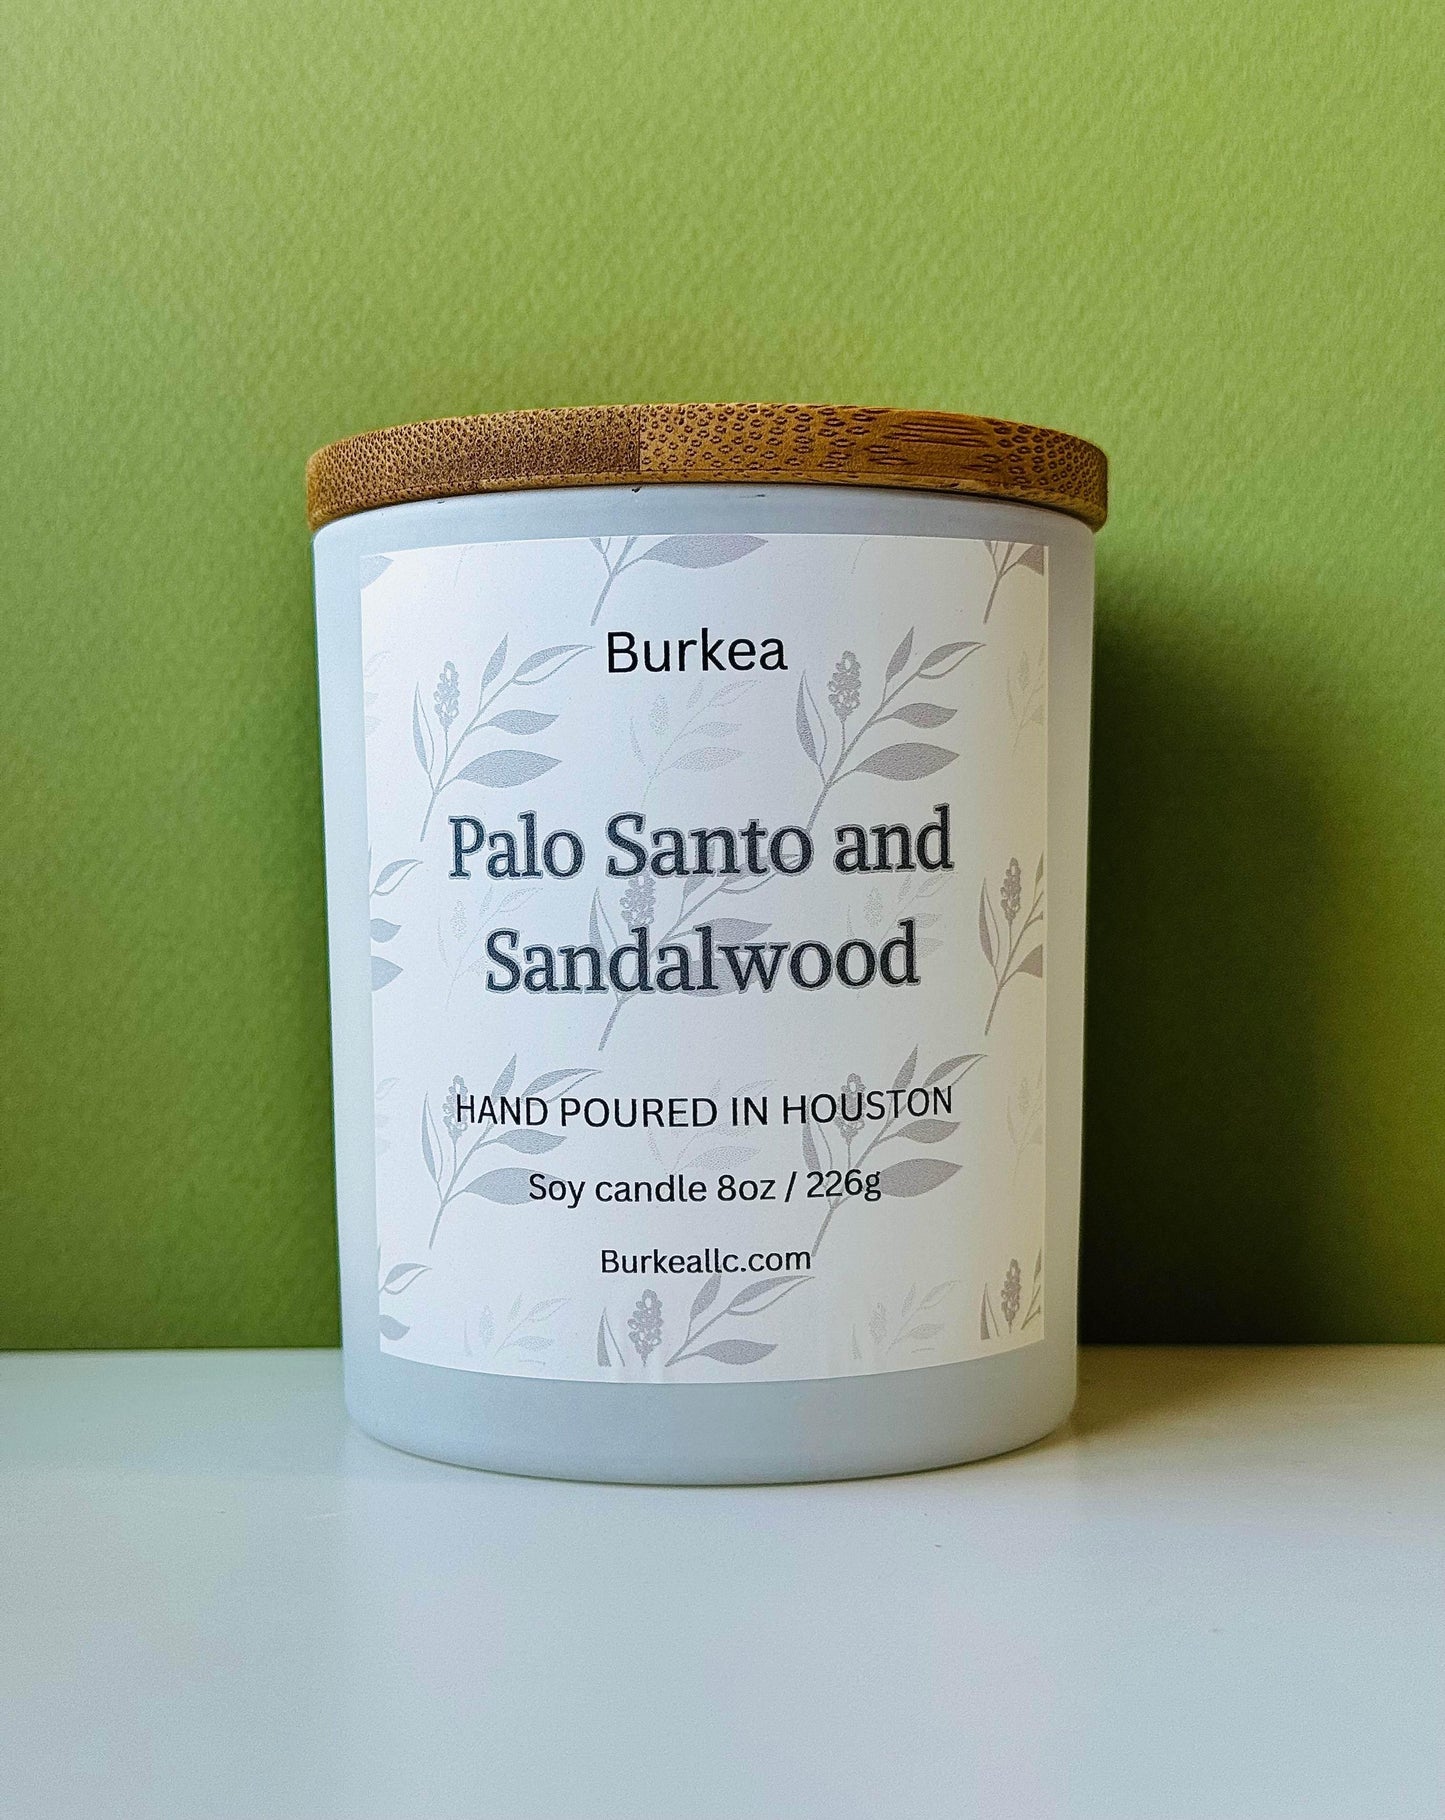 Burkea
Palo Santo and
Sandalwood
HAND POURED IN HOUSTON
Soy candle 8oz / 226g
Burkeallc.com